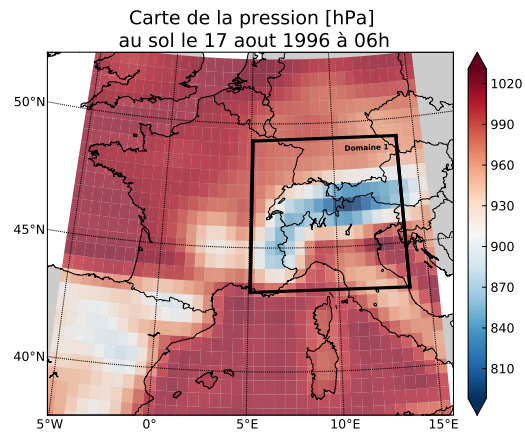 Carte de la pression [hPa]
au sol le 17 aout 1996 à 06h
50°N
45°N
40°N
5°W 0° 5°E 10°E 15°E
Domaine 1
1020
990
960
930
900
870
840
810